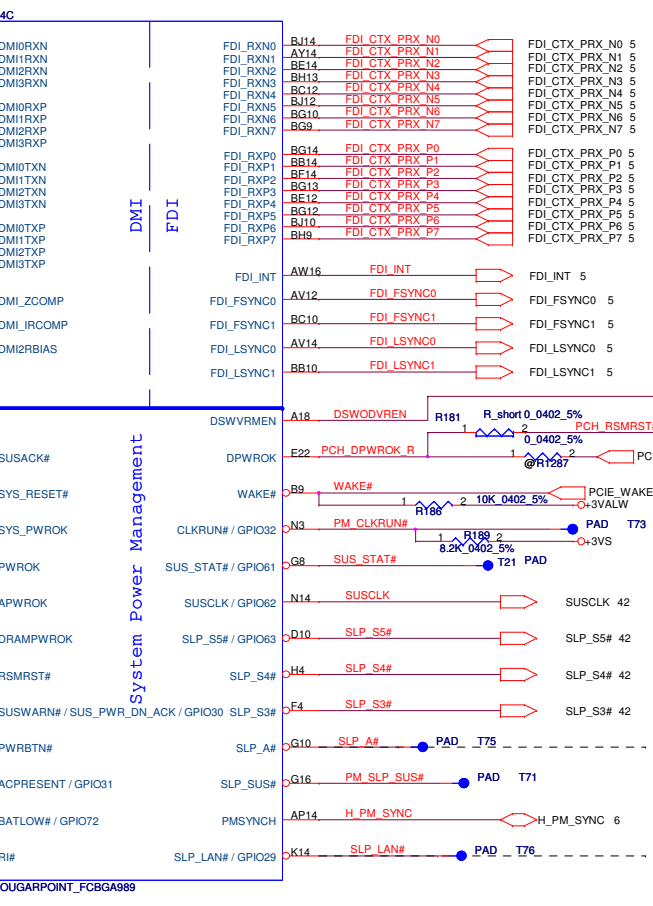 4C
DMI0RXN FDI_RXN0 BJ14 FDI_CTX_PRX_N0 FDI_CTX_PRX_N0 5
DMI1RXN FDI_RXN1 AY14 FDI_CTX_PRX_N1 FDI_CTX_PRX_N1 5
DMI2RXN FDI_RXN2 BE14 FDI_CTX_PRX_N2 FDI_CTX_PRX_N2 5
DMI3RXN FDI_RXN3 BH13 FDI_CTX_PRX_N3 FDI_CTX_PRX_N3 5
FDI_RXN4 BC12 FDI_CTX_PRX_N4 FDI_CTX_PRX_N4 5
DMI0RXP FDI_RXN5 BJ12 FDI_CTX_PRX_N5 FDI_CTX_PRX_N5 5
DMI1RXP FDI_RXN6 BG10 FDI_CTX_PRX_N6 FDI_CTX_PRX_N6 5
DMI2RXP FDI_RXN7 BG9 FDI_CTX_PRX_N7 FDI_CTX_PRX_N7 5
DMI3RXP
FDI_RXP0 BG14 FDI_CTX_PRX_P0 FDI_CTX_PRX_P0 5
DMI0TXN FDI_RXP1 BB14 FDI_CTX_PRX_P1 FDI_CTX_PRX_P1 5
DMI1TXN FDI_RXP2 BF14 FDI_CTX_PRX_P2 FDI_CTX_PRX_P2 5
DMI2TXN FDI_RXP3 BG13 FDI_CTX_PRX_P3 FDI_CTX_PRX_P3 5
DMI3TXN FDI_RXP4 BE12 FDI_CTX_PRX_P4 FDI_CTX_PRX_P4 5
FDI_RXP5 BG12 FDI_CTX_PRX_P5 FDI_CTX_PRX_P5 5
DMI0TXP FDI_RXP6 BJ10 FDI_CTX_PRX_P6 FDI_CTX_PRX_P6 5
DMI1TXP FDI_RXP7 BH9 FDI_CTX_PRX_P7 FDI_CTX_PRX_P7 5
DMI2TXP
DMI3TXP
DMI
FDI
FDI_INT AW16 FDI_INT FDI_INT 5
DMI_ZCOMP FDI_FSYNC0 AV12 FDI_FSYNC0 FDI_FSYNC0 5
DMI_IRCOMP FDI_FSYNC1 BC10 FDI_FSYNC1 FDI_FSYNC1 5
DMI2RBIAS FDI_LSYNC0 AV14 FDI_LSYNC0 FDI_LSYNC0 5
FDI_LSYNC1 BB10 FDI_LSYNC1 FDI_LSYNC1 5
System Power Management
DSWVRMEN A18 DSWODVREN
R181 R_short 0_0402_5%
1 2 PCH_RSMRST#
SUSACK# DPWROK E22 PCH_DPWROK_R
0_0402_5%
1 2 PC
@R1287
SYS_RESET# WAKE# B9 WAKE# PCIE_WAKE
1 2 10K_0402_5% +3VALW
R186
SYS_PWROK CLKRUN# / GPIO32 N3 PM_CLKRUN# PAD T73
1 R189 2 +3VS
8.2K_0402_5%
PWROK SUS_STAT# / GPIO61 G8 SUS_STAT# T21 PAD
APWROK SUSCLK / GPIO62 N14 SUSCLK SUSCLK 42
DRAMPWROK SLP_S5# / GPIO63 D10 SLP_S5# SLP_S5# 42
RSMRST# SLP_S4# H4 SLP_S4# SLP_S4# 42
SUSWARN# / SUS_PWR_DN_ACK / GPIO30 SLP_S3# F4 SLP_S3# SLP_S3# 42
PWRBTN# SLP_A# G10 SLP_A# PAD T75
ACPRESENT / GPIO31 SLP_SUS# G16 PM_SLP_SUS# PAD T71
BATLOW# / GPIO72 PMSYNCH AP14 H_PM_SYNC H_PM_SYNC 6
RI# SLP_LAN# / GPIO29 K14 SLP_LAN# PAD T76
OUGARPOINT_FCBGA989